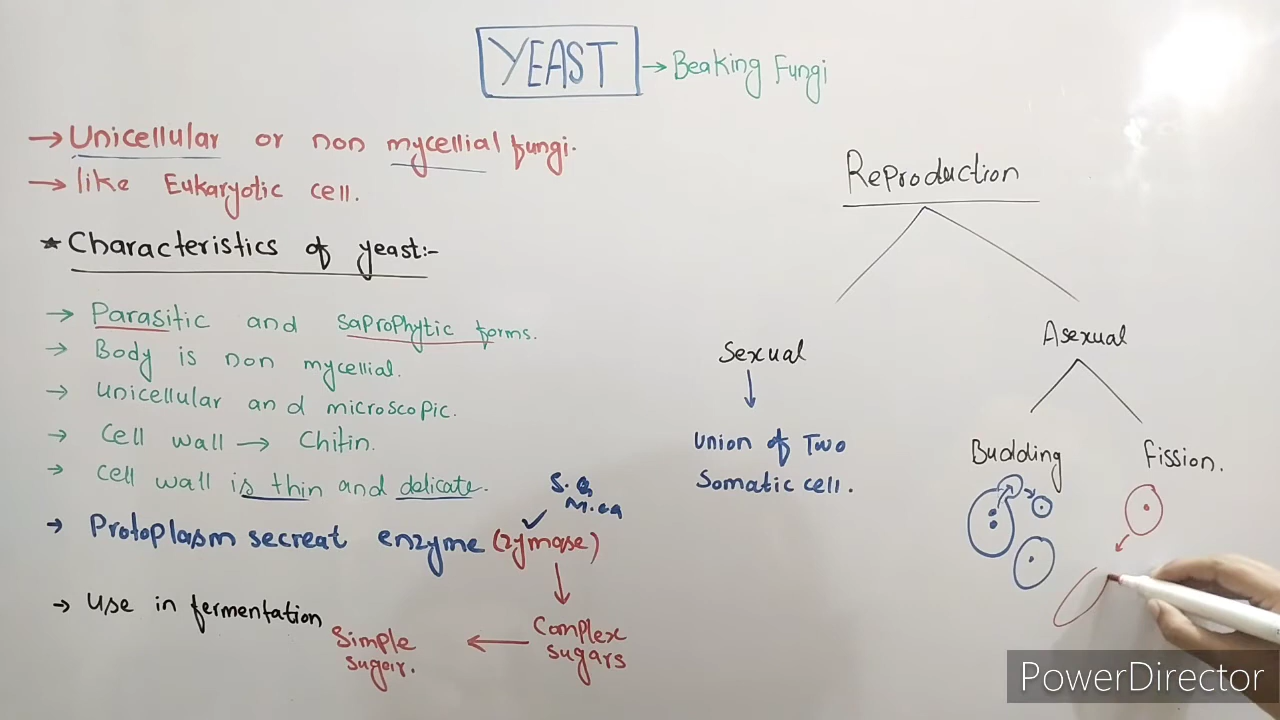 YEAST → Beaking Fungi
→ Unicellular or non mycellial fungi.
→ like Eukaryotic cell.
* Characteristics of yeast:-
→ Parasitic and saprophytic forms.
→ Body is non mycellial.
→ Unicellular and microscopic.
→ Cell wall → Chitin.
→ Cell wall is thin and delicate.
→ Protoplasm secreat enzyme (zymase)
→ Use in fermentation
Complex
sugars
Simple
sugar.
Reproduction
Sexual
Union of Two
Somatic cell.
Asexual
Budding
Fission.
PowerDirector